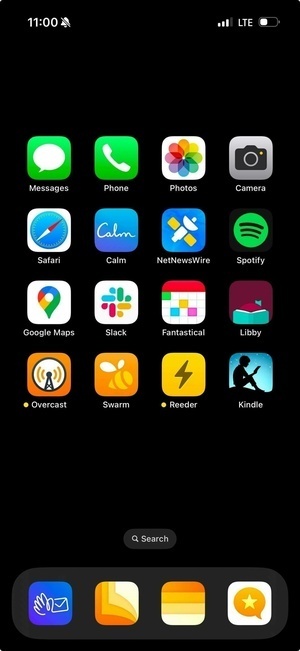 11:00
LTE
Messages Phone Photos Camera
Calm
Safari Calm NetNewsWire Spotify
Google Maps Slack Fantastical Libby
Overcast Swarm Reeder Kindle
Search